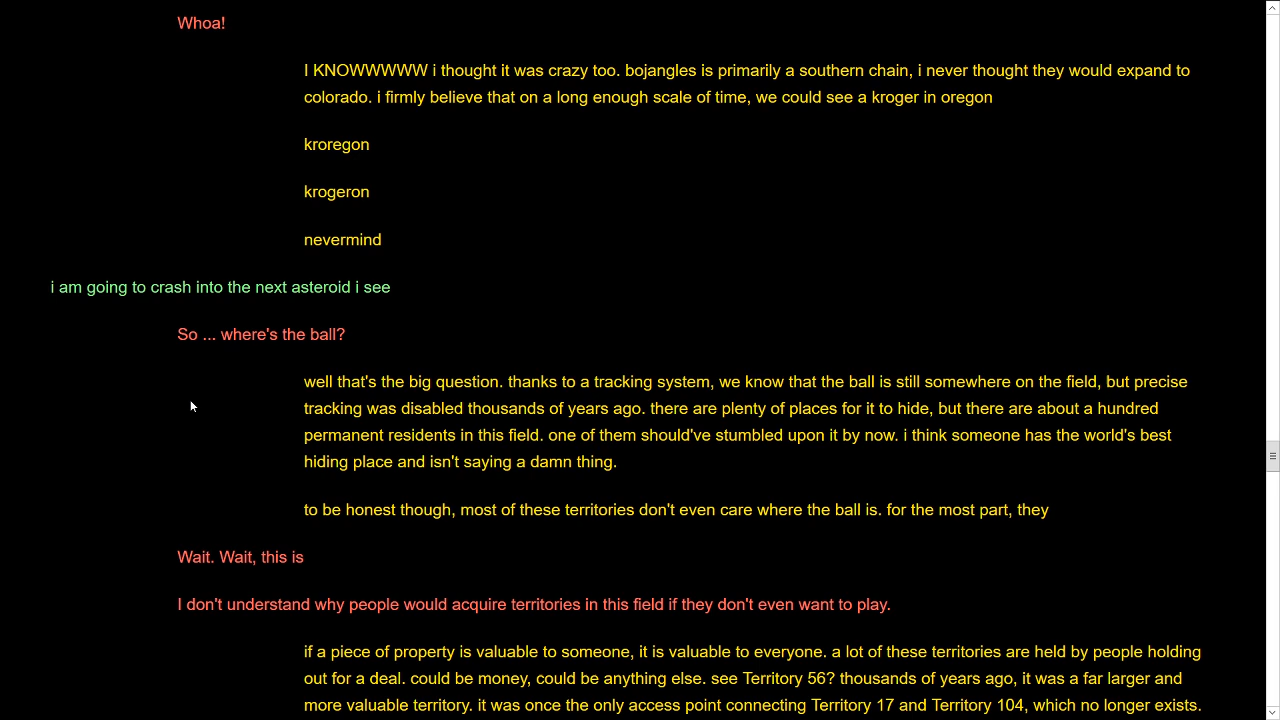 Whoa!
I KNOWWWWW i thought it was crazy too. bojangles is primarily a southern chain, i never thought they would expand to
colorado. i firmly believe that on a long enough scale of time, we could see a kroger in oregon
kroregon
krogeron
nevermind
i am going to crash into the next asteroid i see
So ... where's the ball?
well that's the big question. thanks to a tracking system, we know that the ball is still somewhere on the field, but precise
tracking was disabled thousands of years ago. there are plenty of places for it to hide, but there are about a hundred
permanent residents in this field. one of them should've stumbled upon it by now. i think someone has the world's best
hiding place and isn't saying a damn thing.
to be honest though, most of these territories don't even care where the ball is. for the most part, they
Wait. Wait, this is
I don't understand why people would acquire territories in this field if they don't even want to play.
if a piece of property is valuable to someone, it is valuable to everyone. a lot of these territories are held by people holding
out for a deal. could be money, could be anything else. see Territory 56? thousands of years ago, it was a far larger and
more valuable territory. it was once the only access point connecting Territory 17 and Territory 104, which no longer exists.